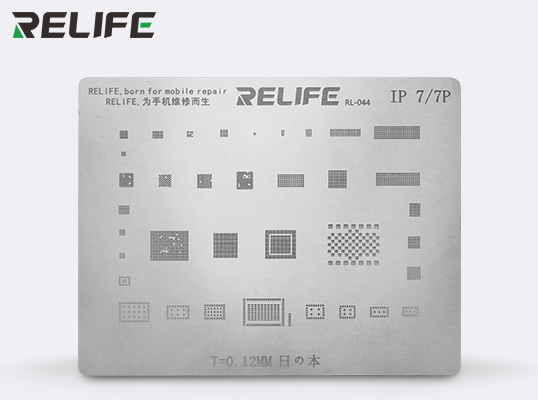 RELIFE
RELIFE, born for mobile repair
RELIFE, 为手机维修而生
RELIFE RL-044
IP 7/7P
T=0.12MM 日の本